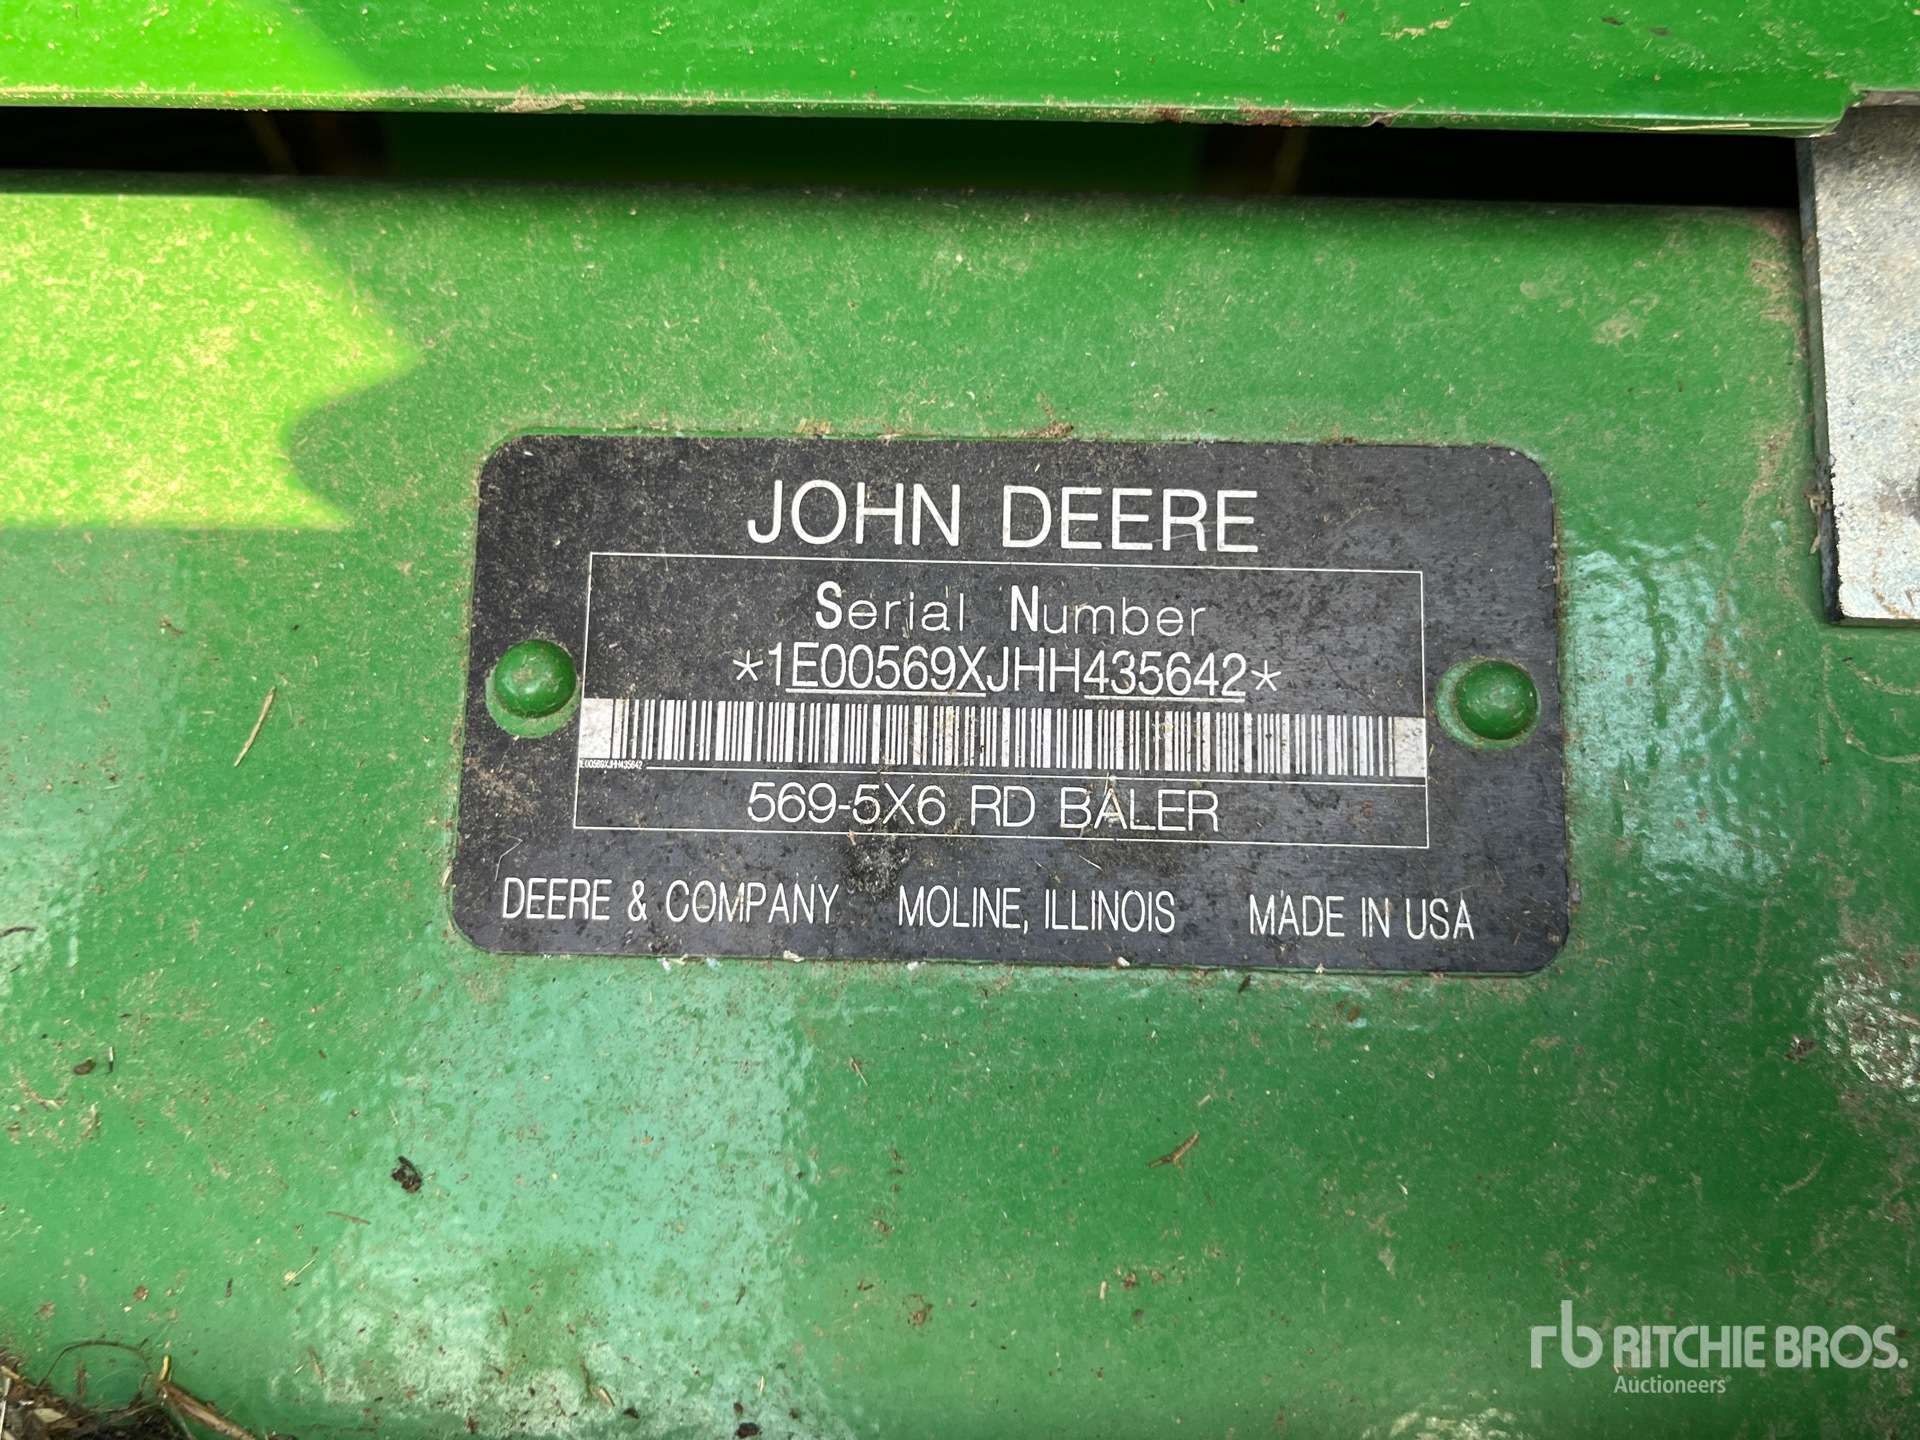 JOHN DEERE
Serial Number
*1E00569XJHH435642*
1E00569XJHH435642
569-5X6 RD BALER
DEERE & COMPANY MOLINE, ILLINOIS MADE IN USA
rb RITCHIE BROS.
Auctioneers